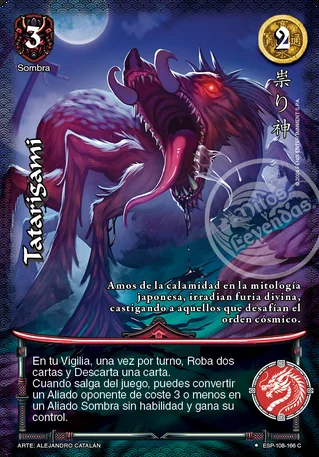 3
2
Sombra
祟り神
Tatarigami
Mitos y
Leyendas
Amos de la calamidad en la mitología
japonesa, irradian furia divina,
castigando a aquellos que desafían el
orden cósmico.
En tu Vigilia, una vez por turno, Roba dos
cartas y Descarta una carta.
Cuando salga del juego, puedes convertir
un Aliado oponente de coste 3 o menos en
un Aliado Sombra sin habilidad y gana su
control.
ARTE: ALEJANDRO CATALÁN
ESP-108-166 C